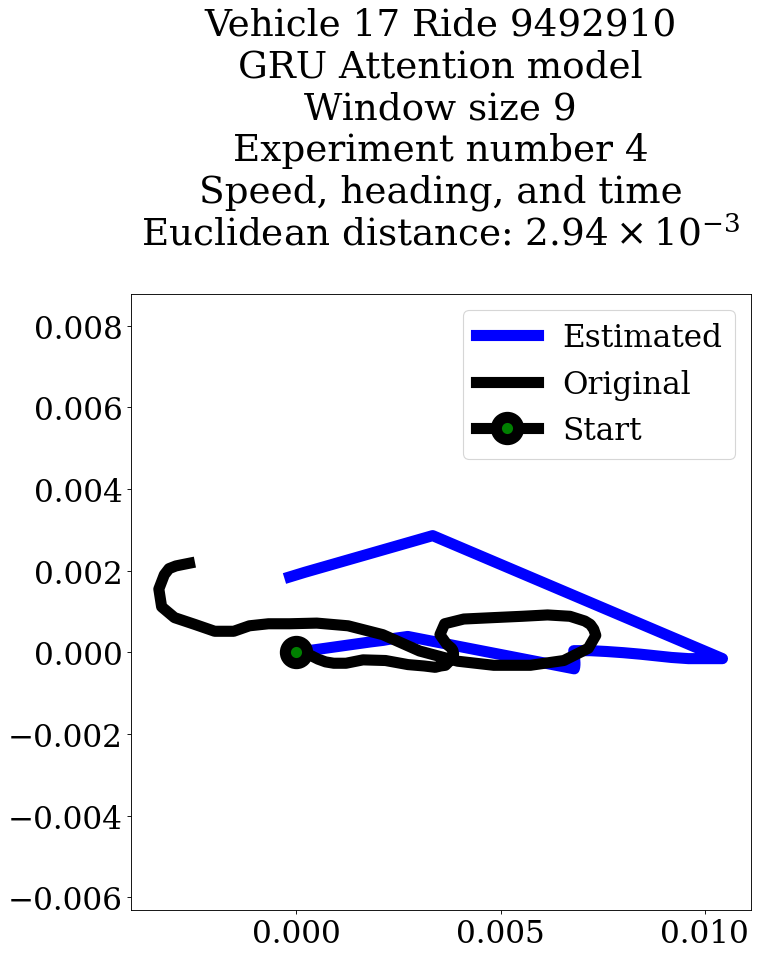 Vehicle 17 Ride 9492910
GRU Attention model
Window size 9
Experiment number 4
Speed, heading, and time
Euclidean distance: 2.94 × 10⁻³
Estimated
Original
Start
0.008
0.006
0.004
0.002
0.000
−0.002
−0.004
−0.006
0.000 0.005 0.010